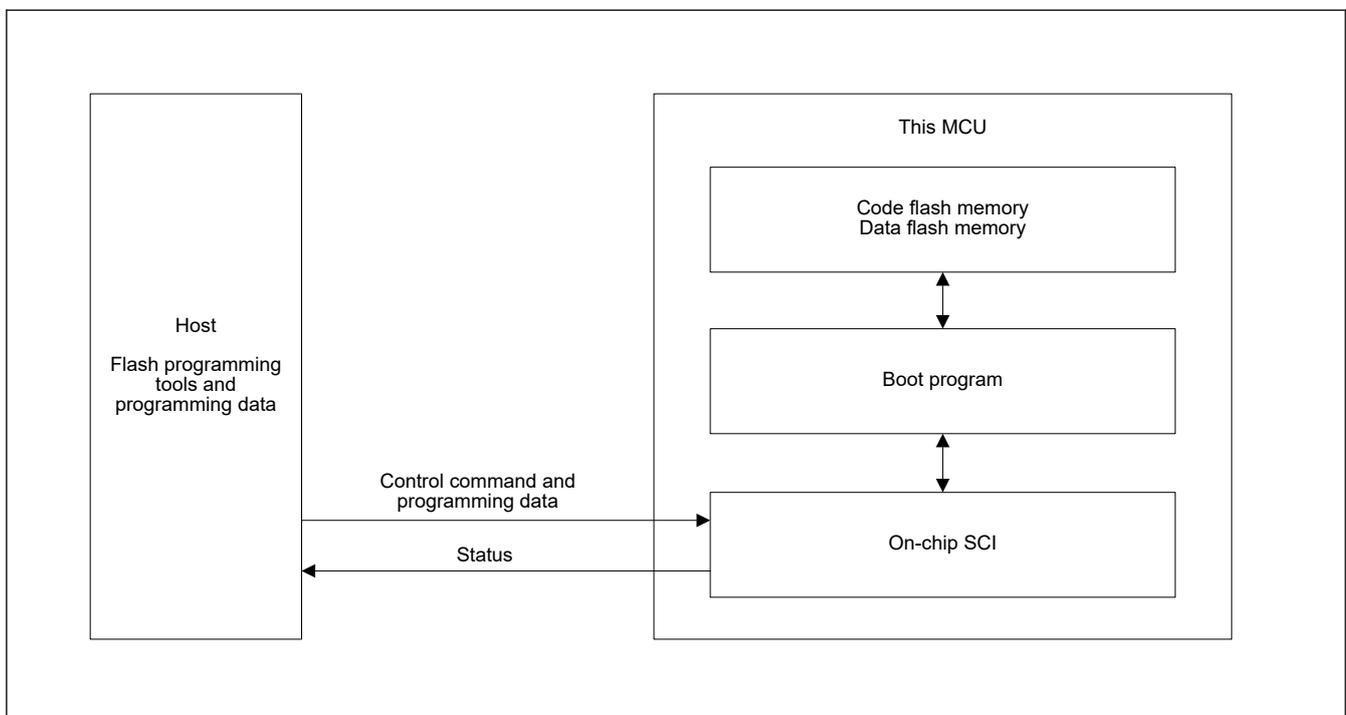 This MCU
Code flash memory
Data flash memory
Host
Flash programming
tools and
programming data
Boot program
Control command and
programming data
Status
On-chip SCI